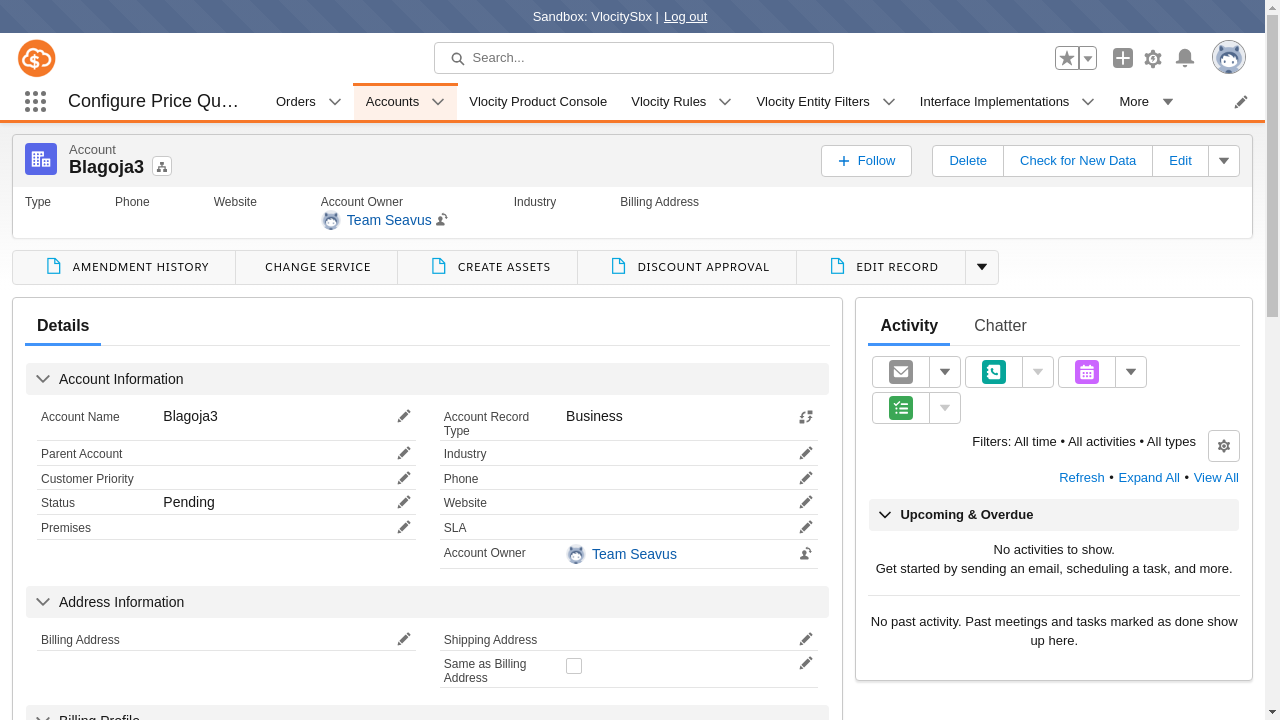 Sandbox: VlocitySbx | Log out
Search...
Configure Price Qu…
Orders
Accounts
Vlocity Product Console
Vlocity Rules
Vlocity Entity Filters
Interface Implementations
More
Account
Blagoja3
Follow
Delete
Check for New Data
Edit
Type
Phone
Website
Account Owner
Industry
Billing Address
Team Seavus
AMENDMENT HISTORY
CHANGE SERVICE
CREATE ASSETS
DISCOUNT APPROVAL
EDIT RECORD
Details
Account Information
Account Name
Blagoja3
Account Record
Type
Business
Parent Account
Industry
Customer Priority
Phone
Status
Pending
Website
Premises
SLA
Account Owner
Team Seavus
Address Information
Billing Address
Shipping Address
Same as Billing
Address
Billing Profile
Activity
Chatter
Filters: All time • All activities • All types
Refresh • Expand All • View All
Upcoming & Overdue
No activities to show.
Get started by sending an email, scheduling a task, and more.
No past activity. Past meetings and tasks marked as done show
up here.